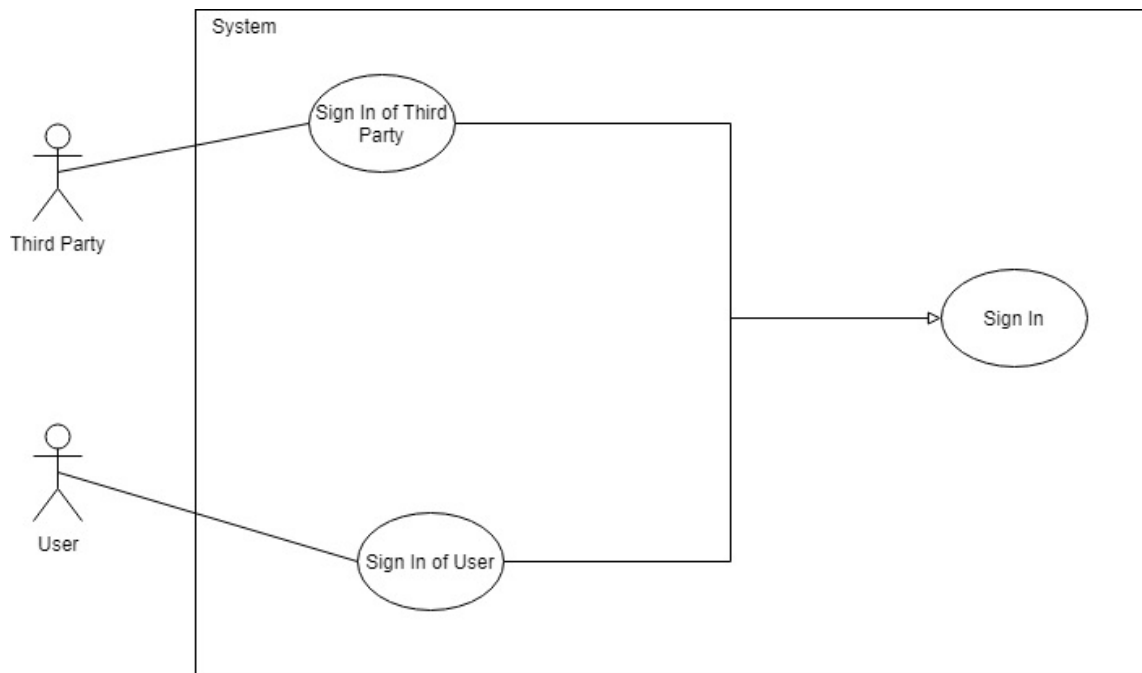 System
Sign In of Third
Party
Third Party
Sign In
User
Sign In of User